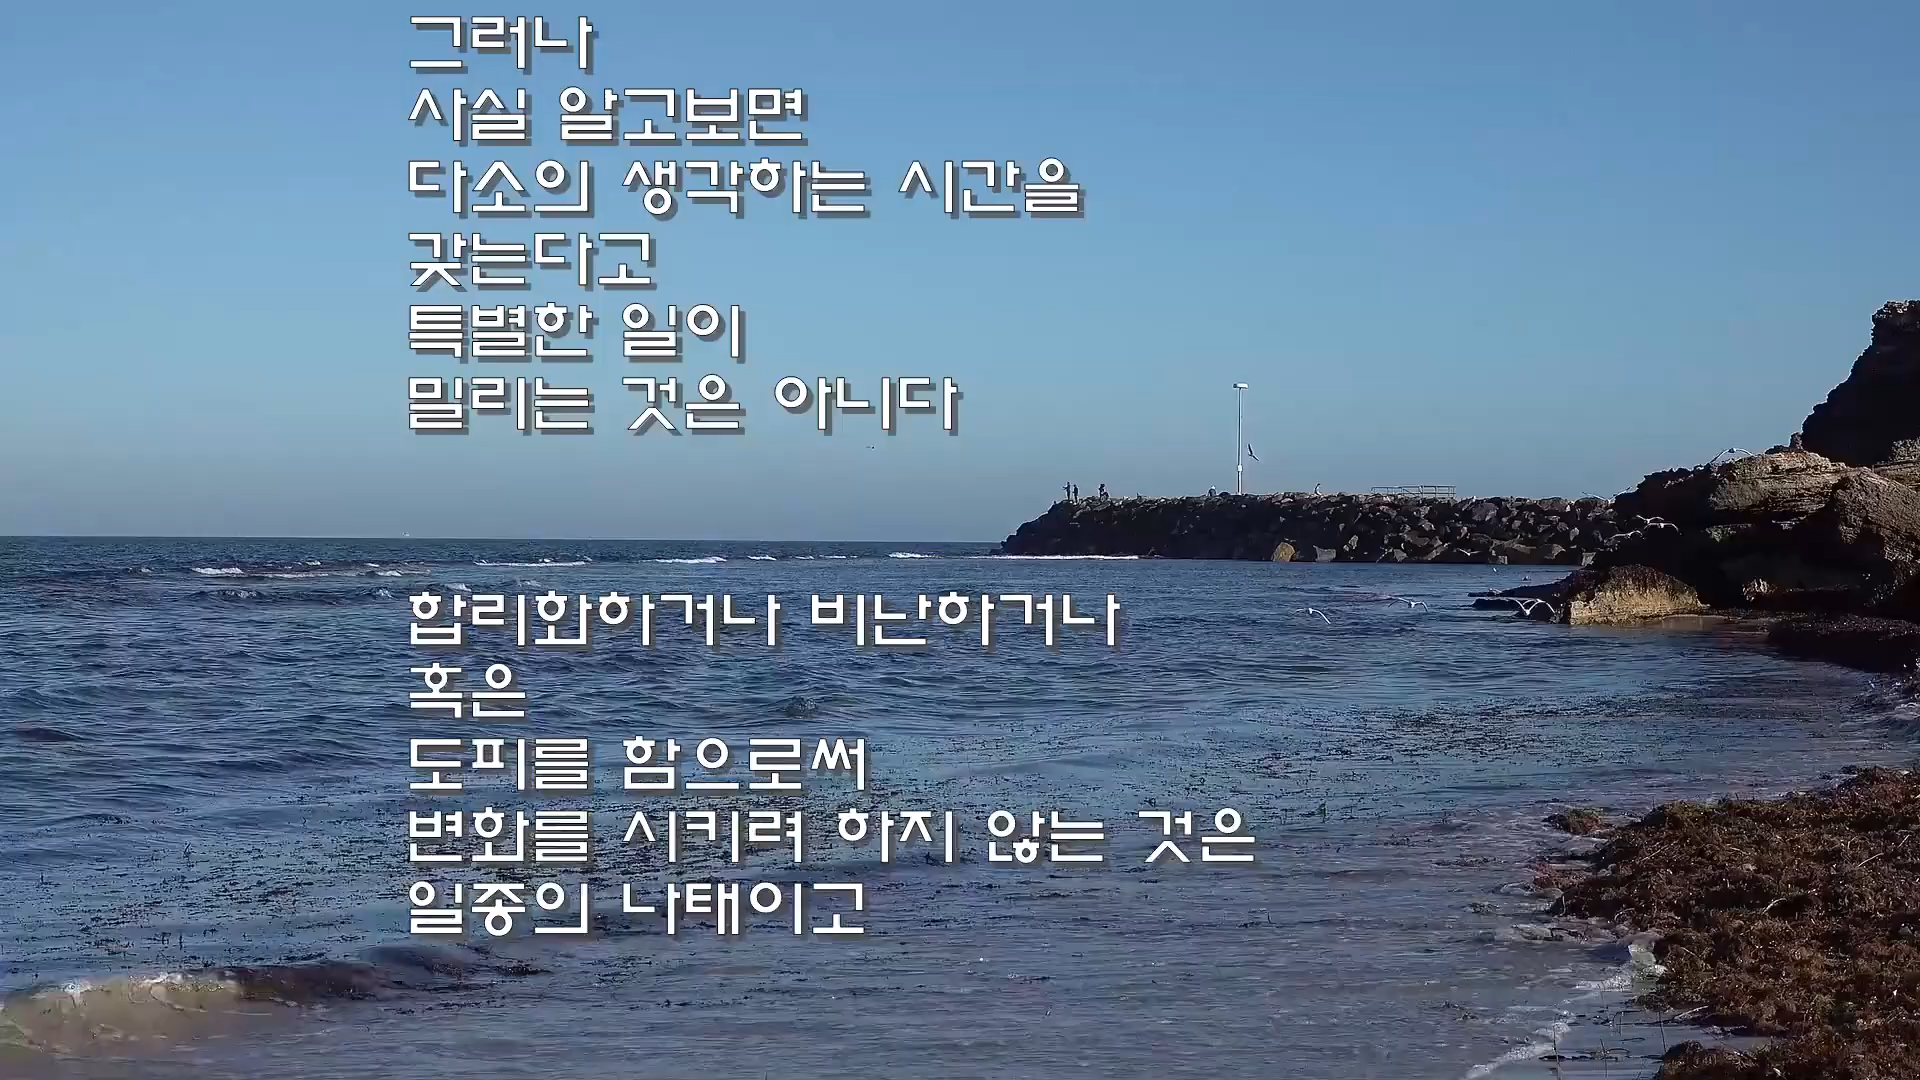 그러나
사실 알고보면
다소의 생각하는 시간을
갖는다고
특별한 일이
밀리는 것은 아니다
합리화하거나 비난하거나
혹은
도피를 함으로써
변화를 시키려 하지 않는 것은
일종의 나태이고